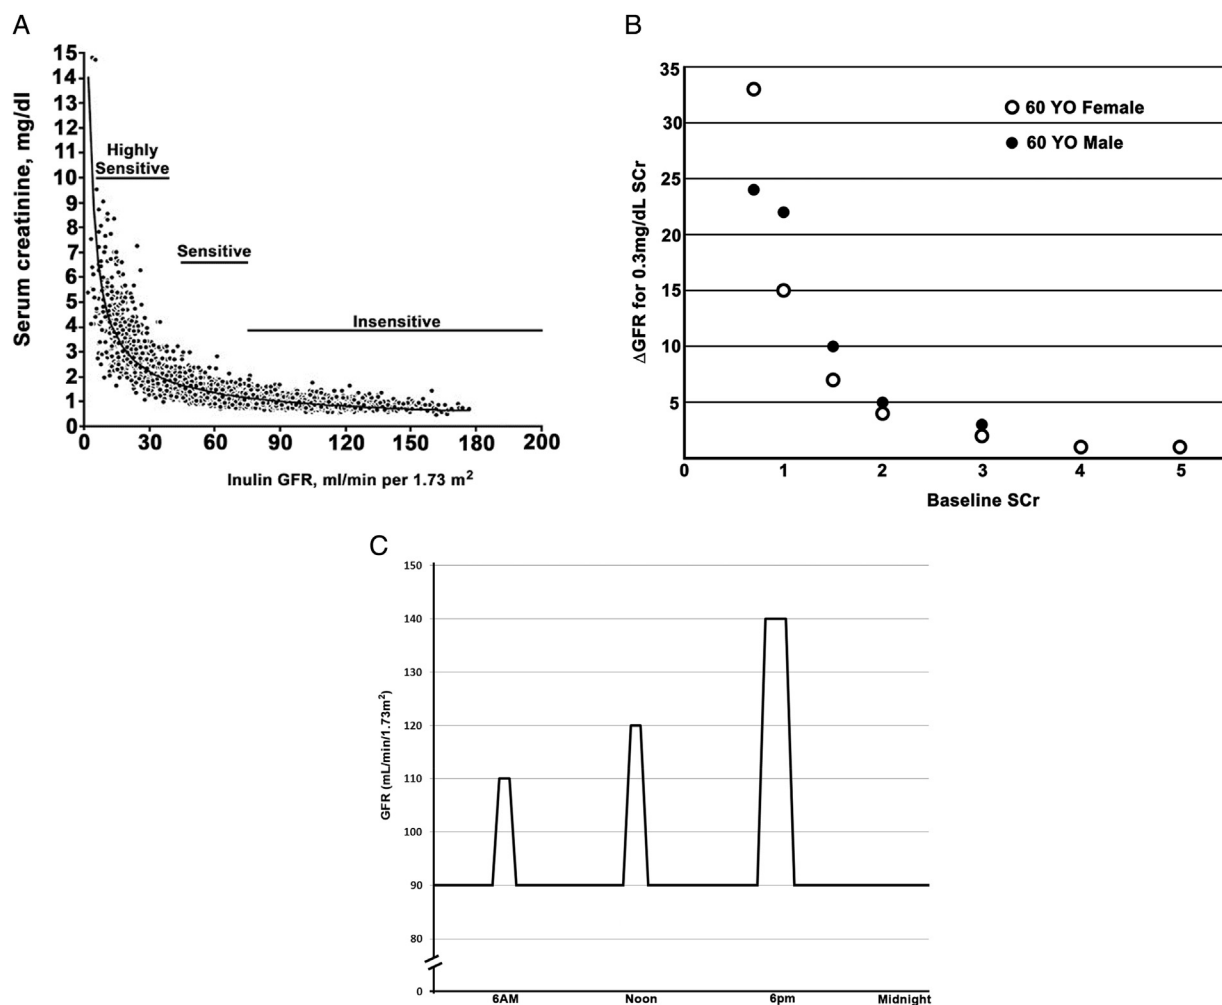 A
15
14
13
12
11
10
9
8
7
6
5
4
3
2
1
0
Serum creatinine, mg/dl
Highly
Sensitive
Sensitive
Insensitive
0 30 60 90 120 150 180 200
Inulin GFR, ml/min per 1.73 m²
B
35
30
25
20
15
10
5
ΔGFR for 0.3mg/dL SCr
60 YO Female
60 YO Male
0 1 2 3 4 5
Baseline SCr
C
150
140
130
120
110
100
90
80
0
GFR (mL/min/1.73m²)
6AM Noon 6pm Midnight